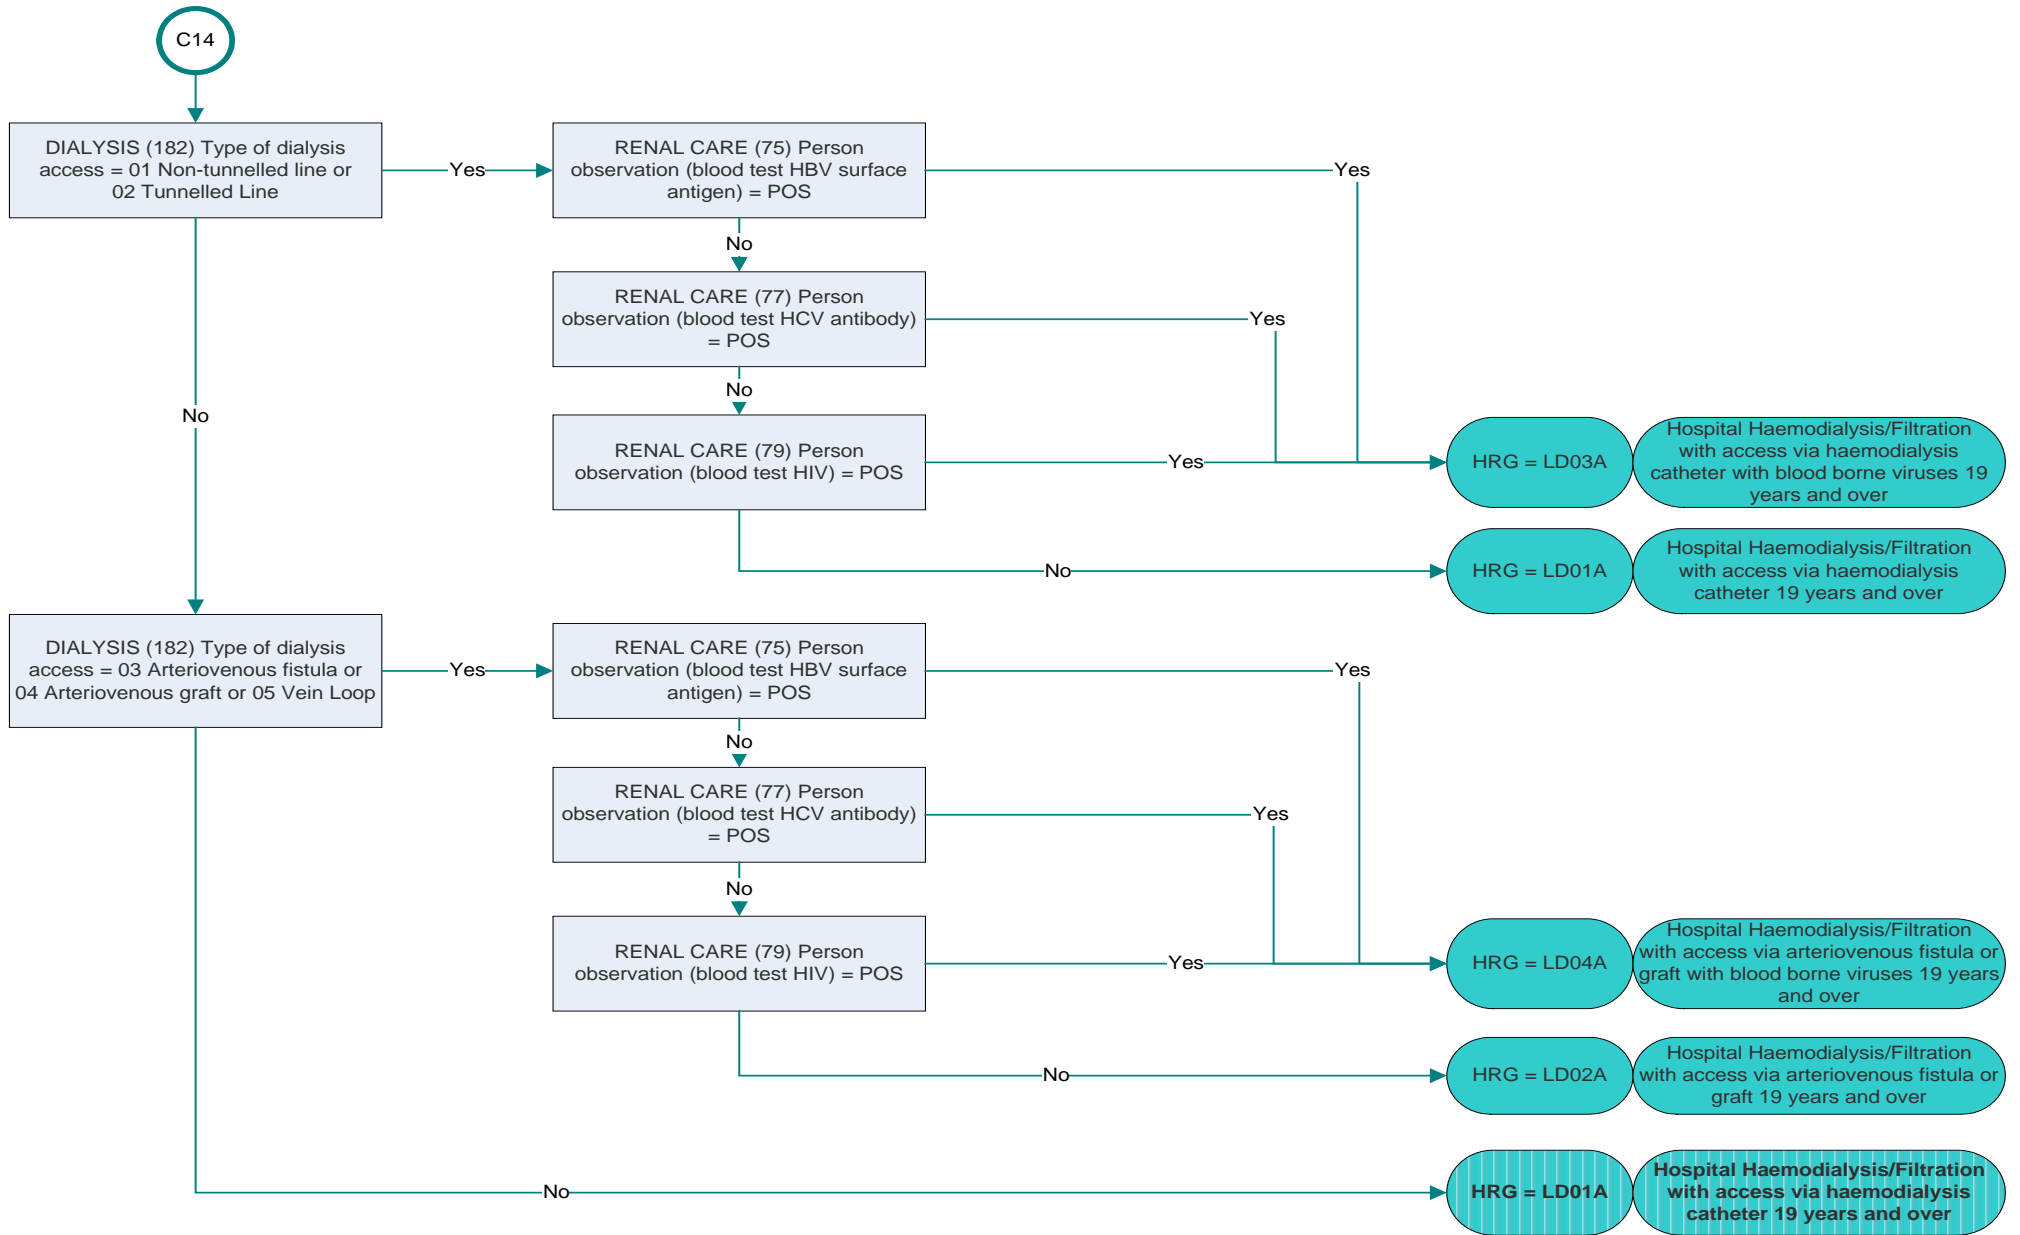 C14
DIALYSIS (182) Type of dialysis
access = 01 Non-tunnelled line or
02 Tunnelled Line
Yes
RENAL CARE (75) Person
observation (blood test HBV surface
antigen) = POS
Yes
No
RENAL CARE (77) Person
observation (blood test HCV antibody)
= POS
Yes
No
No
RENAL CARE (79) Person
observation (blood test HIV) = POS
Yes
HRG = LD03A
Hospital Haemodialysis/Filtration
with access via haemodialysis
catheter with blood borne viruses 19
years and over
No
HRG = LD01A
Hospital Haemodialysis/Filtration
with access via haemodialysis
catheter 19 years and over
DIALYSIS (182) Type of dialysis
access = 03 Arteriovenous fistula or
04 Arteriovenous graft or 05 Vein Loop
Yes
RENAL CARE (75) Person
observation (blood test HBV surface
antigen) = POS
Yes
No
RENAL CARE (77) Person
observation (blood test HCV antibody)
= POS
Yes
No
RENAL CARE (79) Person
observation (blood test HIV) = POS
Yes
HRG = LD04A
Hospital Haemodialysis/Filtration
with access via arteriovenous fistula or
graft with blood borne viruses 19 years
and over
No
HRG = LD02A
Hospital Haemodialysis/Filtration
with access via arteriovenous fistula or
graft 19 years and over
No
HRG = LD01A
Hospital Haemodialysis/Filtration
with access via haemodialysis
catheter 19 years and over